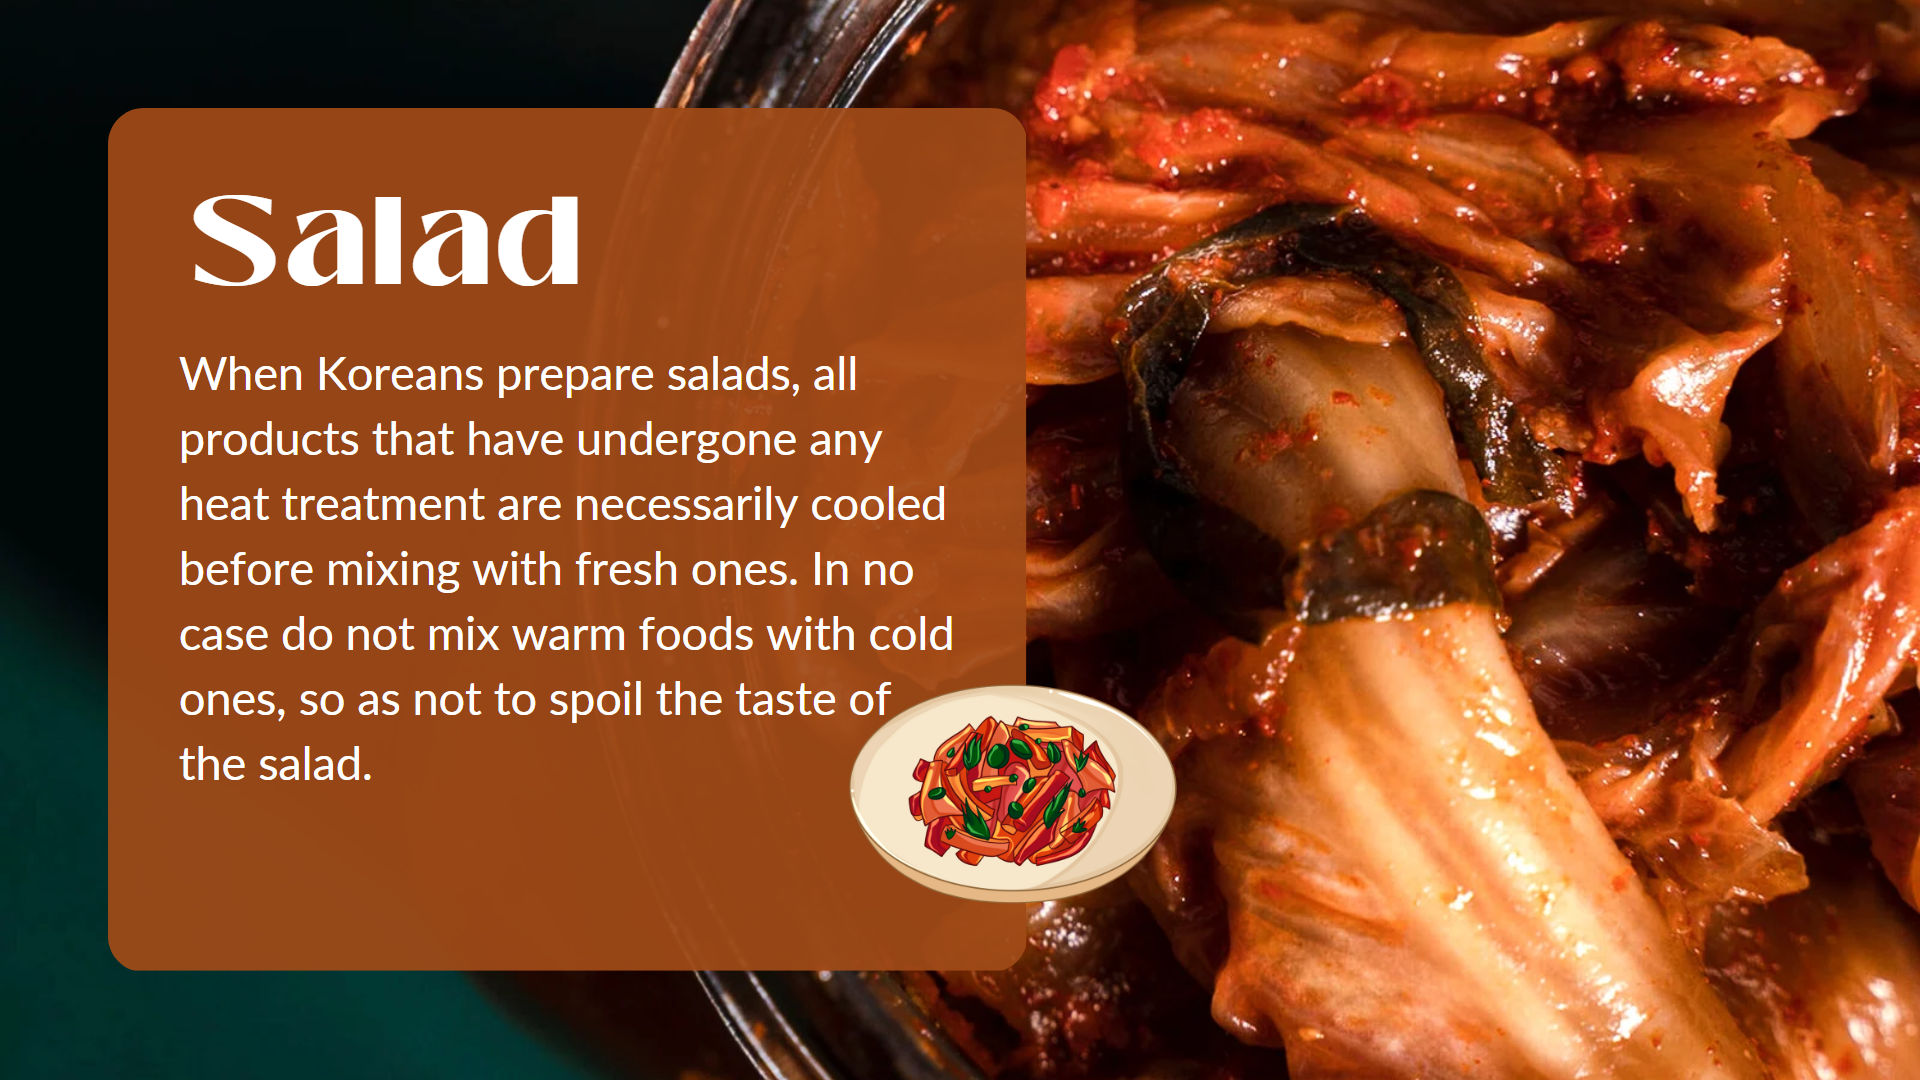 Salad
When Koreans prepare salads, all
products that have undergone any
heat treatment are necessarily cooled
before mixing with fresh ones. In no
case do not mix warm foods with cold
ones, so as not to spoil the taste of
the salad.